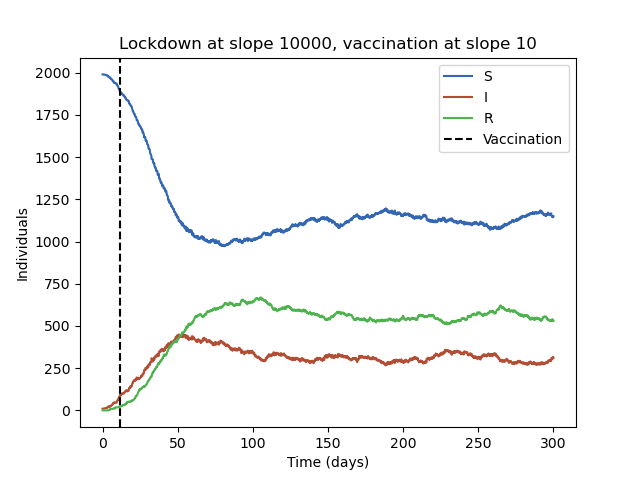 Lockdown at slope 10000, vaccination at slope 10
2000
1750
1500
1250
1000
750
500
250
0
Individuals
S
I
R
Vaccination
0
50
100
150
200
250
300
Time (days)